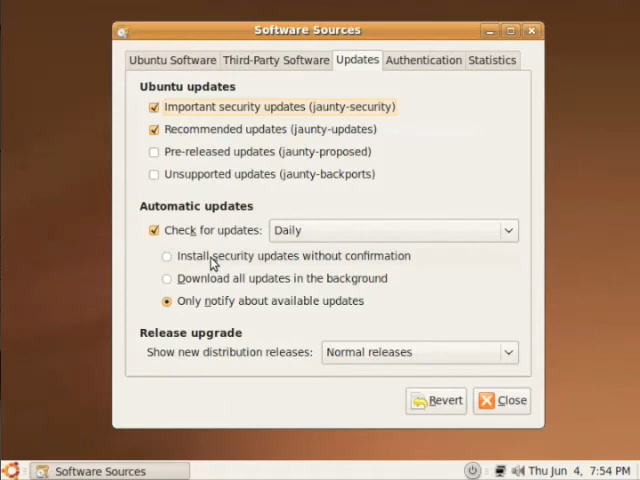 Software Sources
Ubuntu Software Third-Party Software Updates Authentication Statistics
Ubuntu updates
Important security updates (jaunty-security)
Recommended updates (jaunty-updates)
Pre-released updates (jaunty-proposed)
Unsupported updates (jaunty-backports)
Automatic updates
Check for updates: Daily
Install security updates without confirmation
Download all updates in the background
Only notify about available updates
Release upgrade
Show new distribution releases: Normal releases
Revert Close
Software Sources Thu Jun 4, 7:54 PM